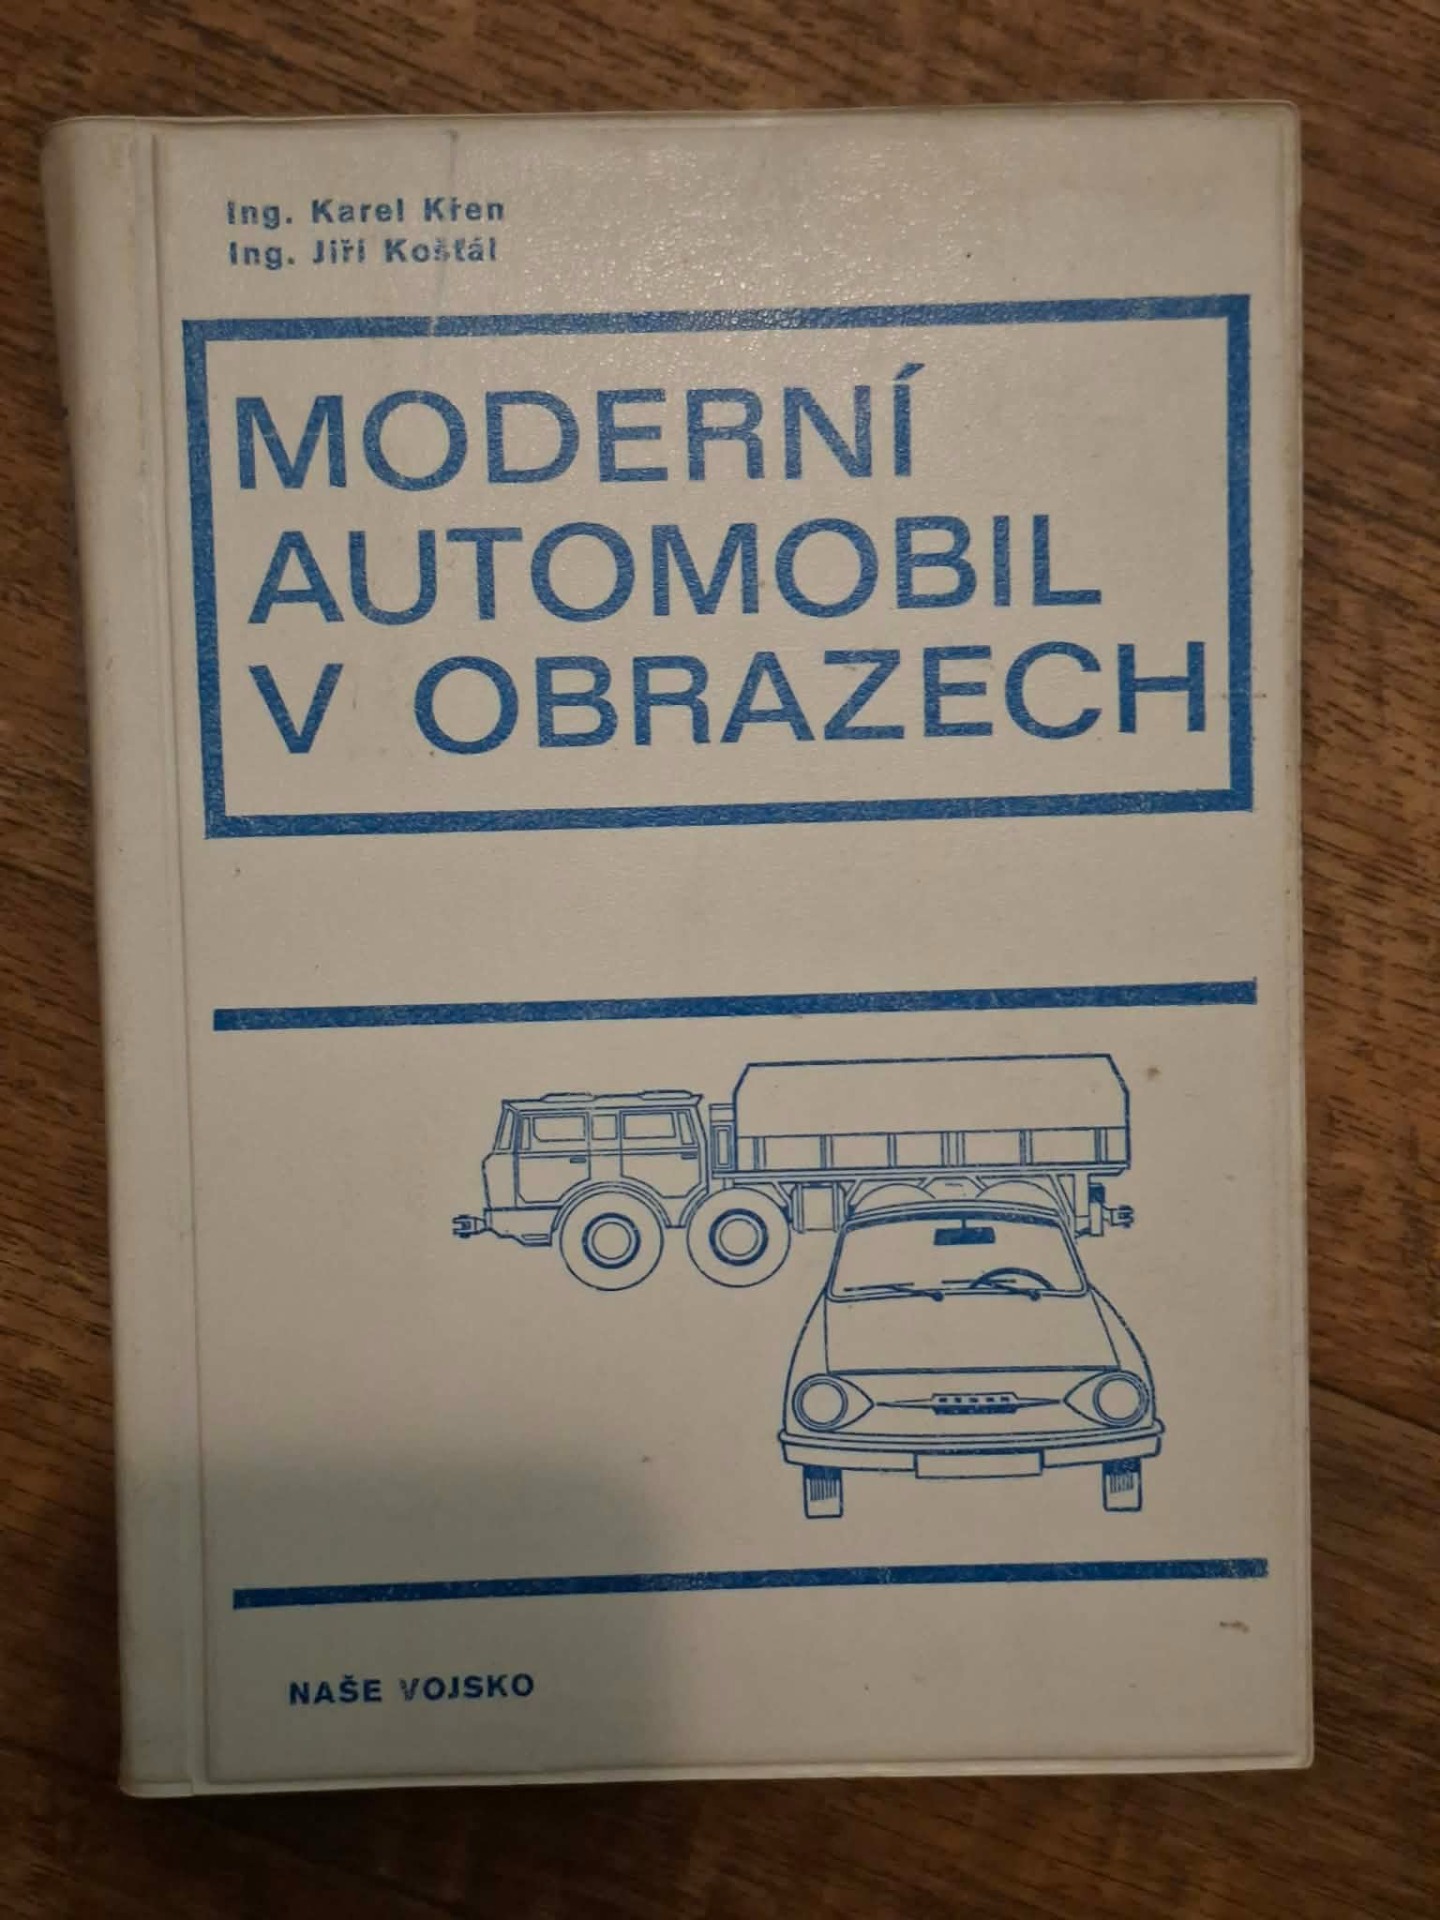 Ing. Karel Křen
Ing. Jiří Košťál
MODERNÍ
AUTOMOBIL
V OBRAZECH
NAŠE VOJSKO